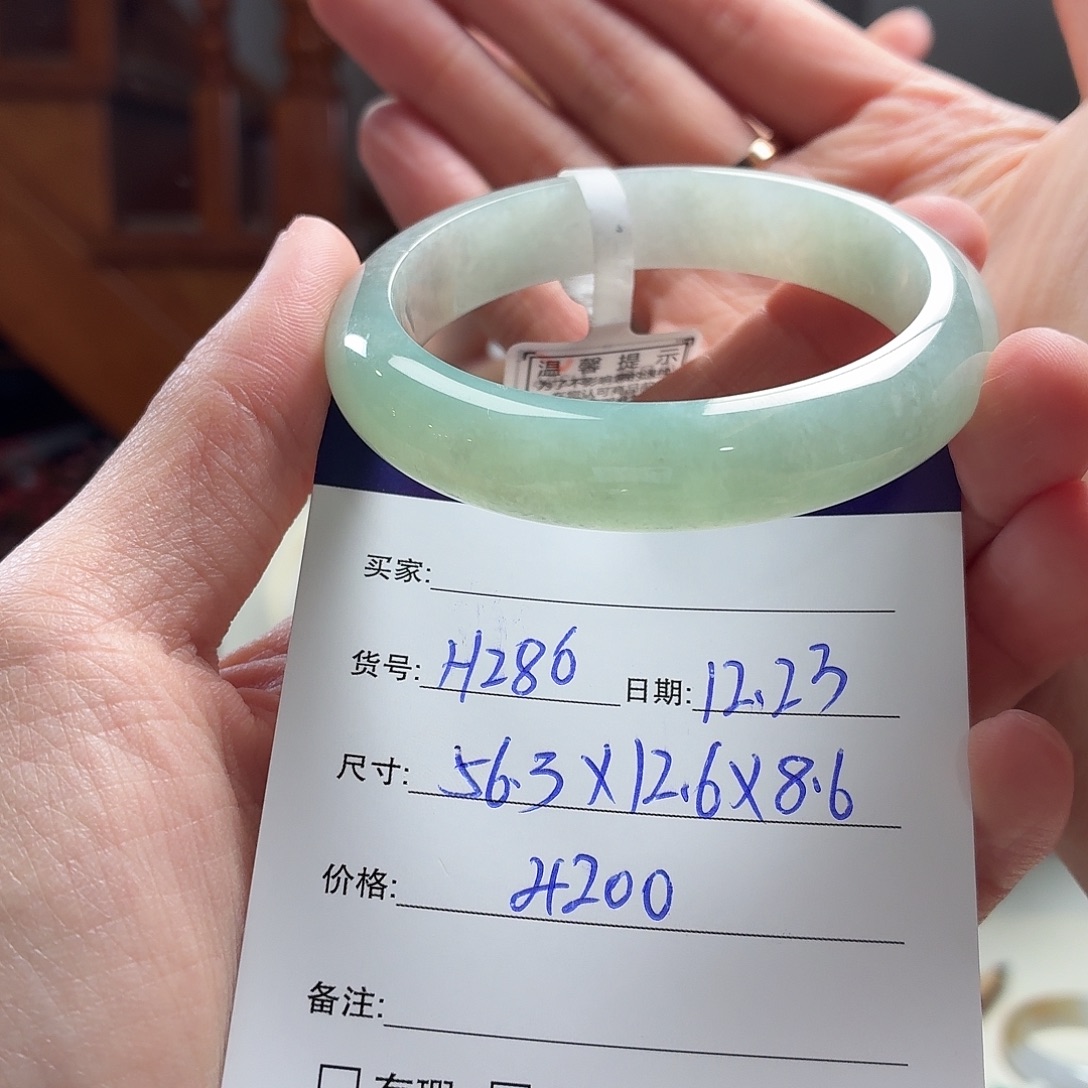 温馨提示
买家:
货号: H286 日期: 12.23
尺寸: 56.3X12.6X8.6
价格: 4200
备注: